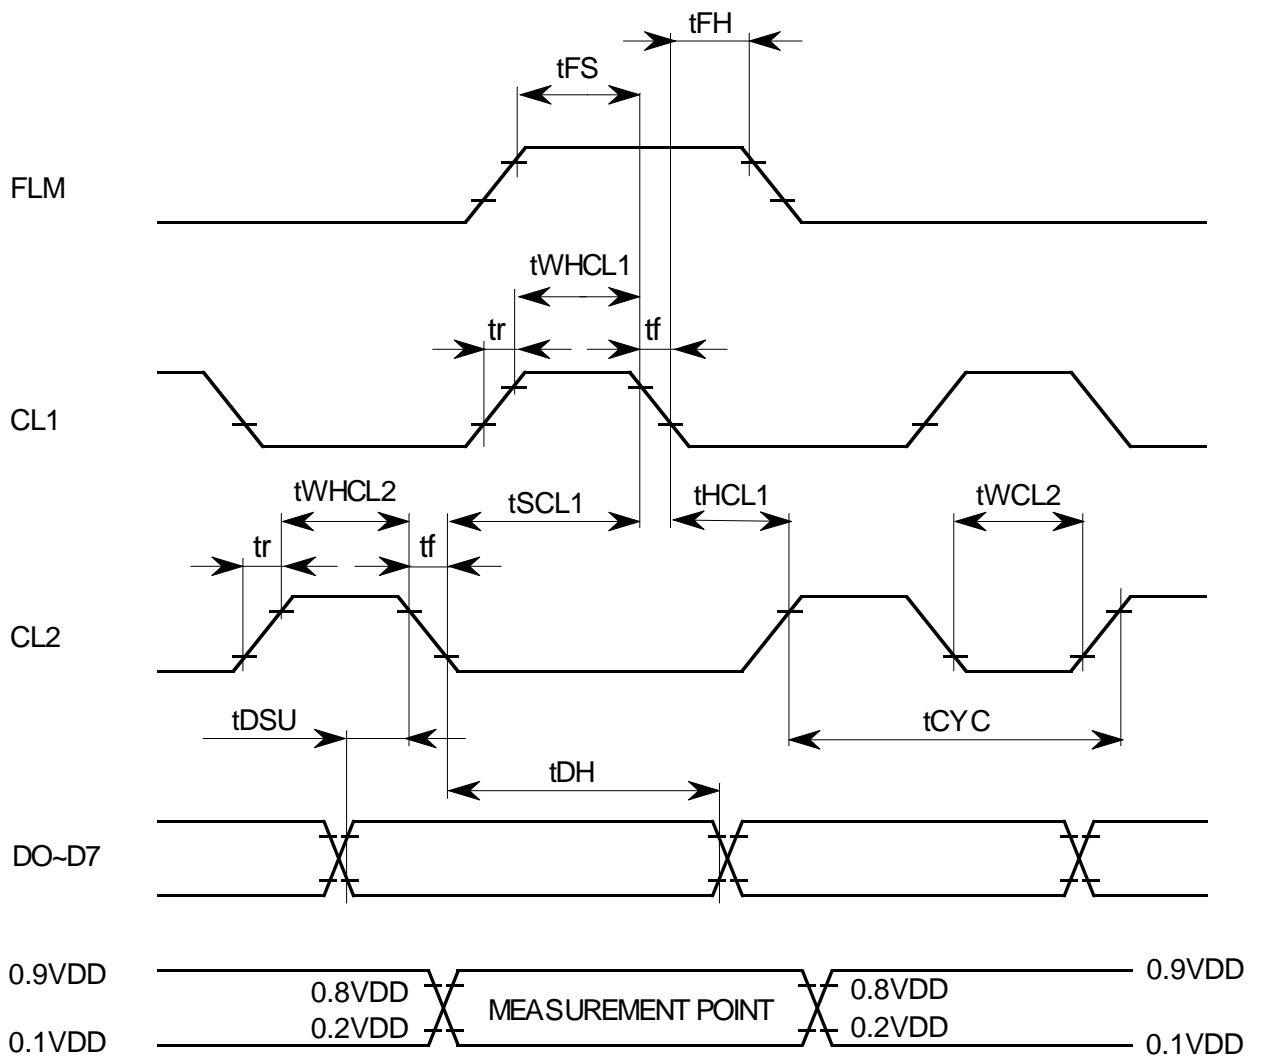 tFH
tFS
FLM
tWHCL1
tr
tf
CL1
tWHCL2
tSCL1
tHCL1
tWCL2
tr
tf
CL2
tDSU
tCYC
tDH
DO~D7
0.9VDD
0.9VDD
0.8VDD
0.8VDD
MEASUREMENT POINT
0.2VDD
0.2VDD
0.1VDD
0.1VDD